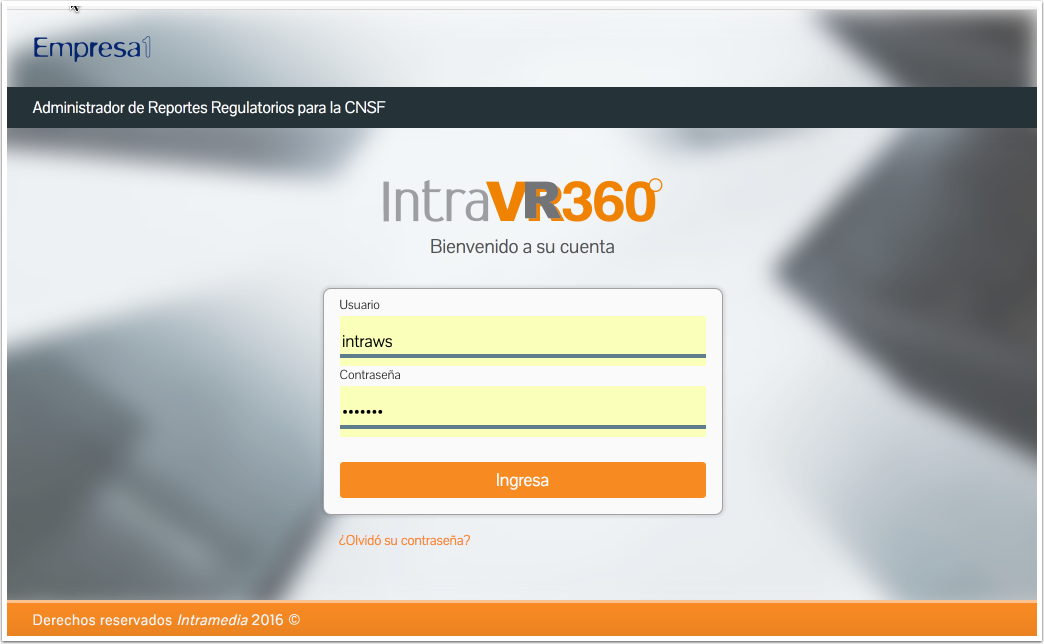 Empresa1
Administrador de Reportes Regulatorios para la CNSF
IntraVR360°
Bienvenido a su cuenta
Usuario
intraws
Contraseña
•••••••
Ingresa
¿Olvidó su contraseña?
Derechos reservados Intramedia 2016 ©